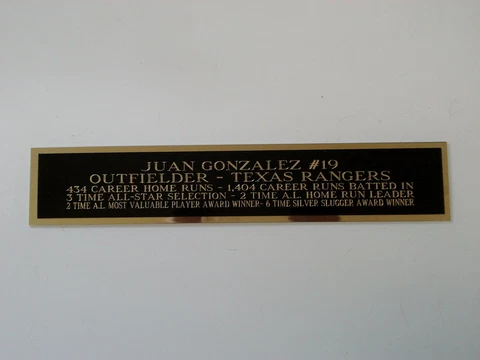 JUAN GONZALEZ #19
OUTFIELDER - TEXAS RANGERS
434 CAREER HOME RUNS - 1,404 CAREER RUNS BATTED IN
3 TIME ALL-STAR SELECTION - 2 TIME A.L. HOME RUN LEADER
2 TIME A.L. MOST VALUABLE PLAYER AWARD WINNER- 6 TIME SILVER SLUGGER AWARD WINNER